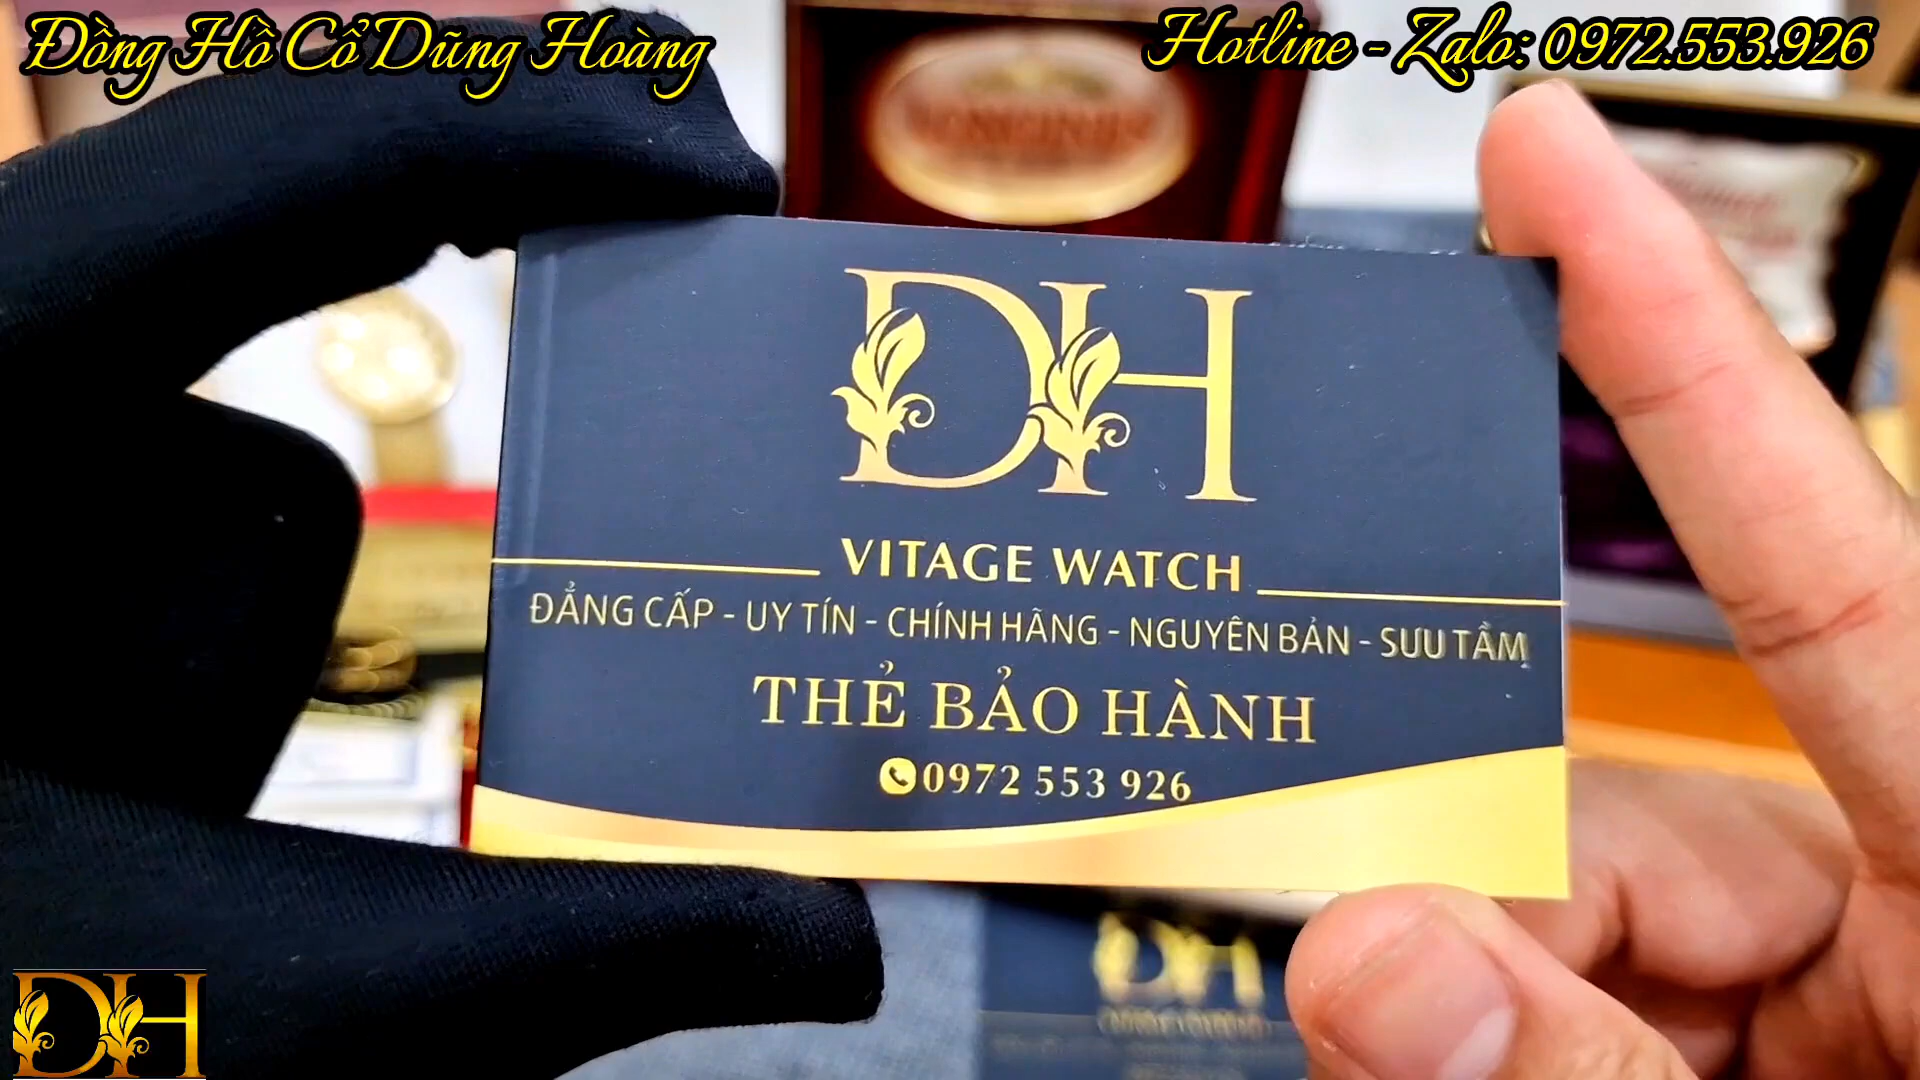 Đồng Hồ Cổ Dũng Hoàng
Hotline - Zalo: 0972.553.926
DH
VITAGE WATCH
ĐẲNG CẤP - UY TÍN - CHÍNH HÃNG - NGUYÊN BẢN - SƯU TẦM
THẺ BẢO HÀNH
0972 553 926
DH
DH